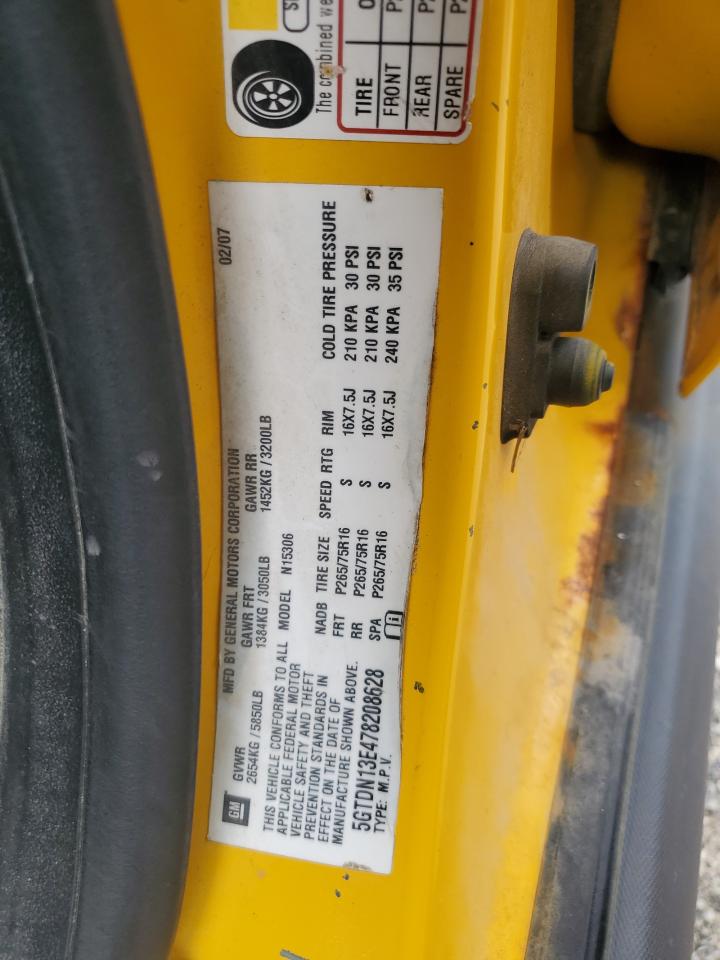 The combined we
TIRE
FRONT
REAR
SPARE
MFD BY GENERAL MOTORS CORPORATION 02/07
GM
GVWR GAWR FRT GAWR RR
2654KG/5850LB 1384KG/3050LB 1452KG/3200LB
THIS VEHICLE CONFORMS TO ALL
APPLICABLE FEDERAL MOTOR
VEHICLE SAFETY AND THEFT
PREVENTION STANDARDS IN
EFFECT ON THE DATE OF
MANUFACTURE SHOWN ABOVE.
5GTDN13E478208628
TYPE: M.P.V.
MODEL N15306
NADB TIRE SIZE SPEED RTG RIM COLD TIRE PRESSURE
FRT P265/75R16 S 16X7.5J 210 KPA 30 PSI
RR P265/75R16 S 16X7.5J 210 KPA 30 PSI
SPA P265/75R16 S 16X7.5J 240 KPA 35 PSI